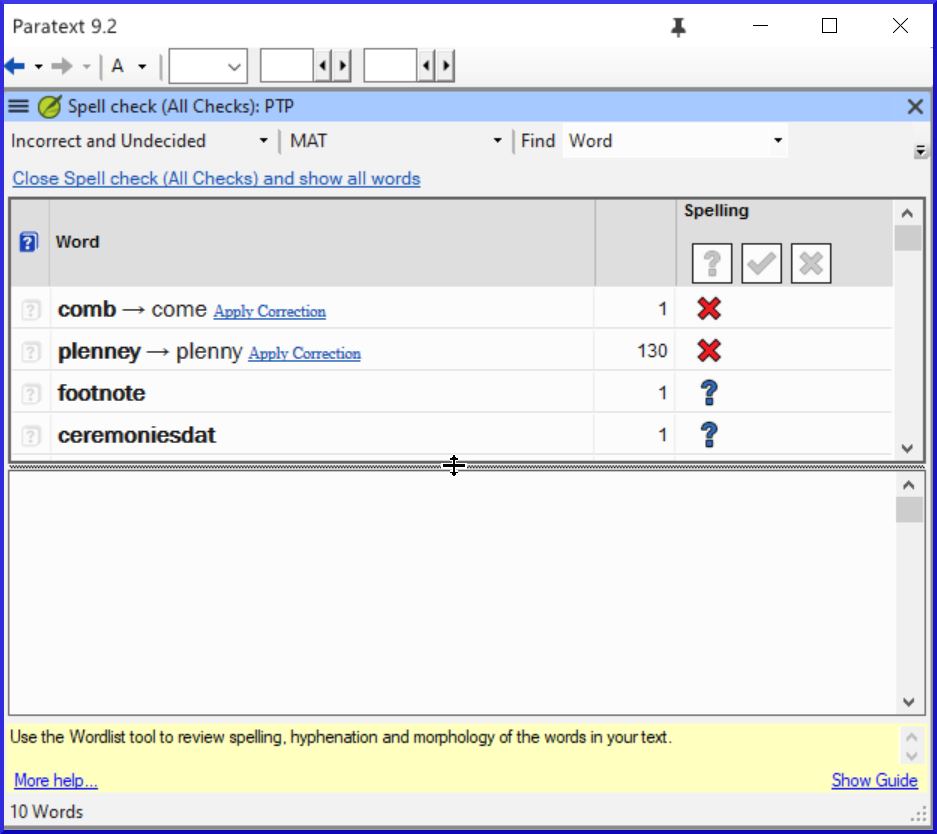 Paratext 9.2
A
Spell check (All Checks): PTP
Incorrect and Undecided MAT Find Word
Close Spell check (All Checks) and show all words
Word Spelling
comb → come Apply Correction 1
plenney → plenny Apply Correction 130
footnote 1
ceremoniesdat 1
Use the Wordlist tool to review spelling, hyphenation and morphology of the words in your text.
More help... Show Guide
10 Words